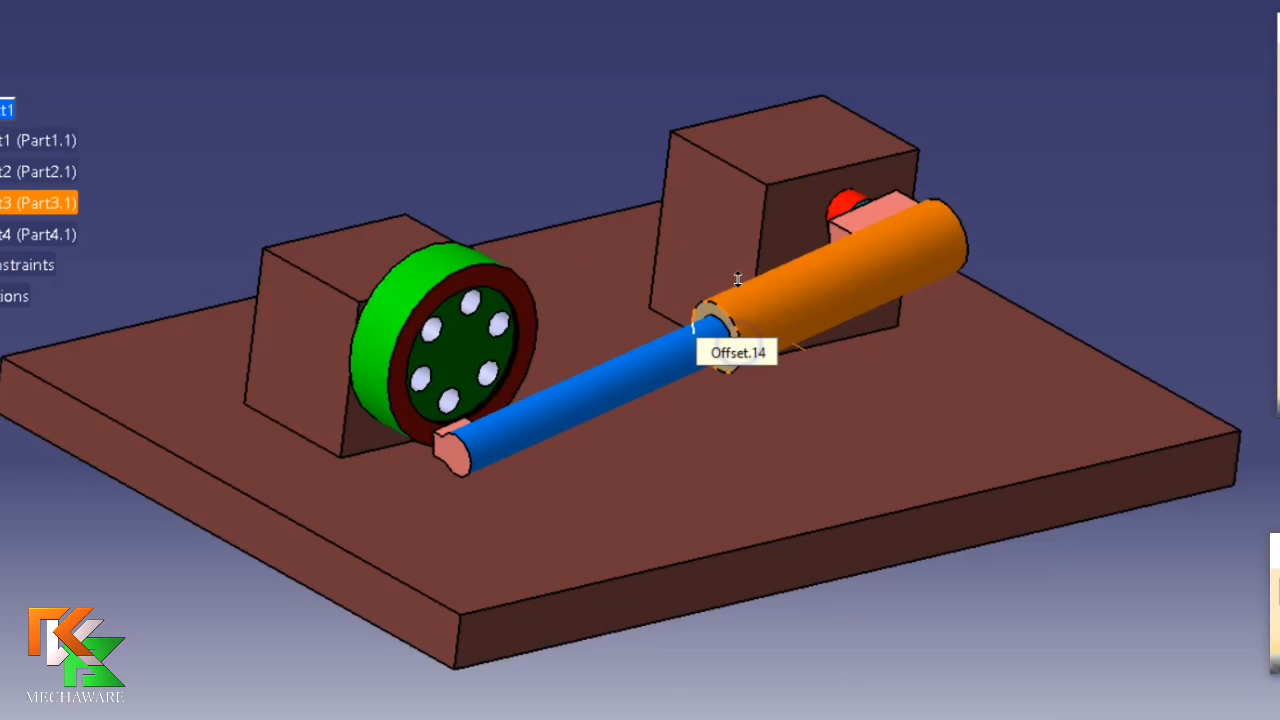 t1
t1 (Part1.1)
t2 (Part2.1)
t3 (Part3.1)
t4 (Part4.1)
straints
ions
Offset.14
MECHAWARE